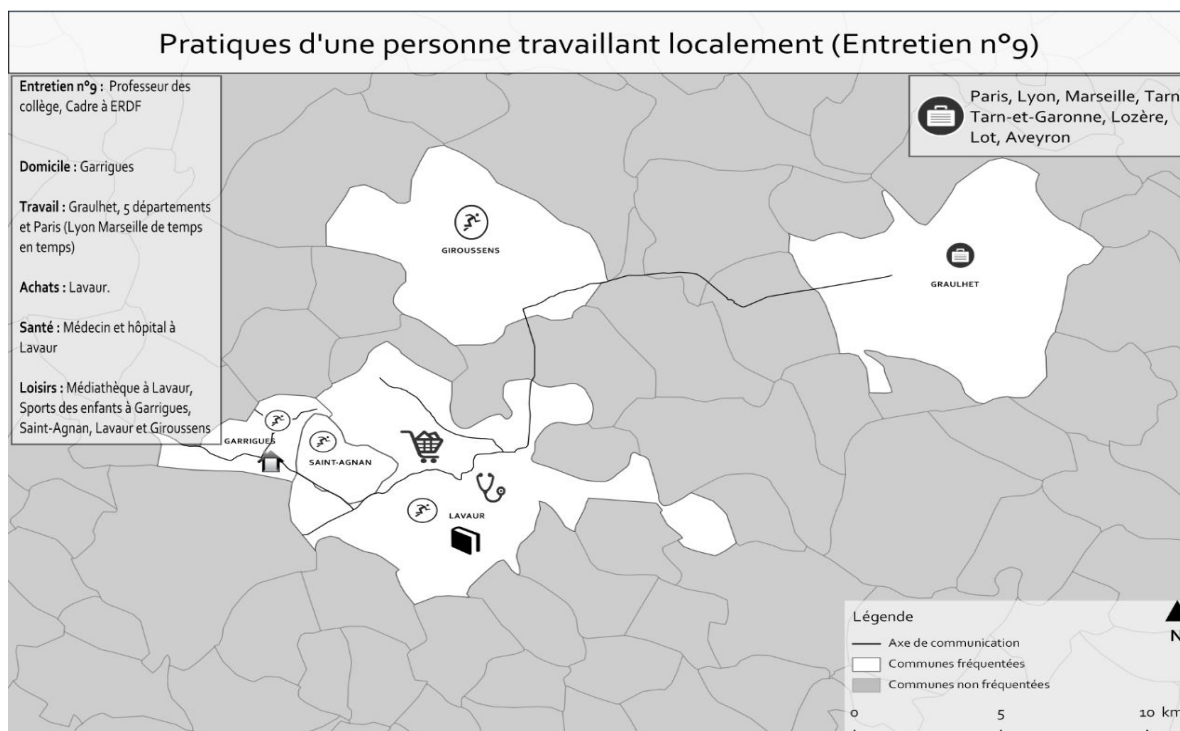 Pratiques d'une personne travaillant localement (Entretien n°9)
Entretien n°9 : Professeur des
collège, Cadre à ERDF
Domicile : Garrigues
Travail : Graulhet, 5 départements
et Paris (Lyon Marseille de temps
en temps)
Achats : Lavaur.
Santé : Médecin et hôpital à
Lavaur
Loisirs : Médiathèque à Lavaur,
Sports des enfants à Garrigues,
Saint-Agnan, Lavaur et Giroussens
Paris, Lyon, Marseille, Tarn
Tarn-et-Garonne, Lozère,
Lot, Aveyron
GIROUSSENS
GRAULHET
GARRIGUES
SAINT-AGNAN
LAVAUR
Légende
Axe de communication
Communes fréquentées
Communes non fréquentées
N
0 5 10 km